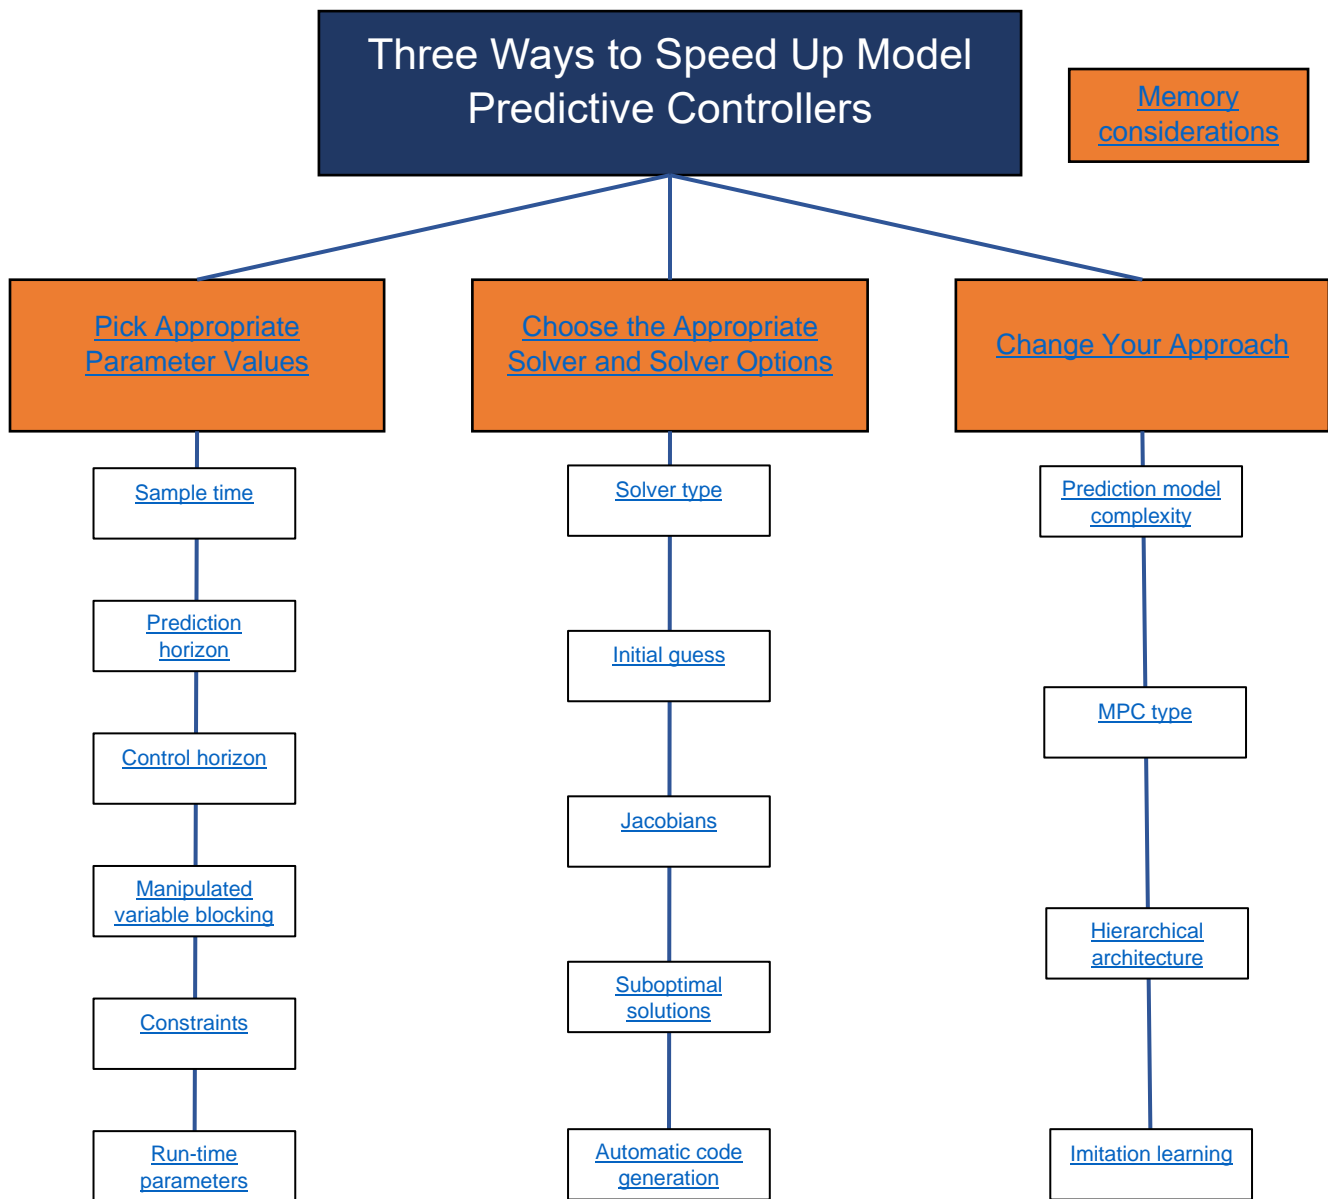 Three Ways to Speed Up Model
Predictive Controllers
Memory
considerations
Pick Appropriate
Parameter Values
Choose the Appropriate
Solver and Solver Options
Change Your Approach
Sample time
Prediction
horizon
Control horizon
Manipulated
variable blocking
Constraints
Run-time
parameters
Solver type
Initial guess
Jacobians
Suboptimal
solutions
Automatic code
generation
Prediction model
complexity
MPC type
Hierarchical
architecture
Imitation learning